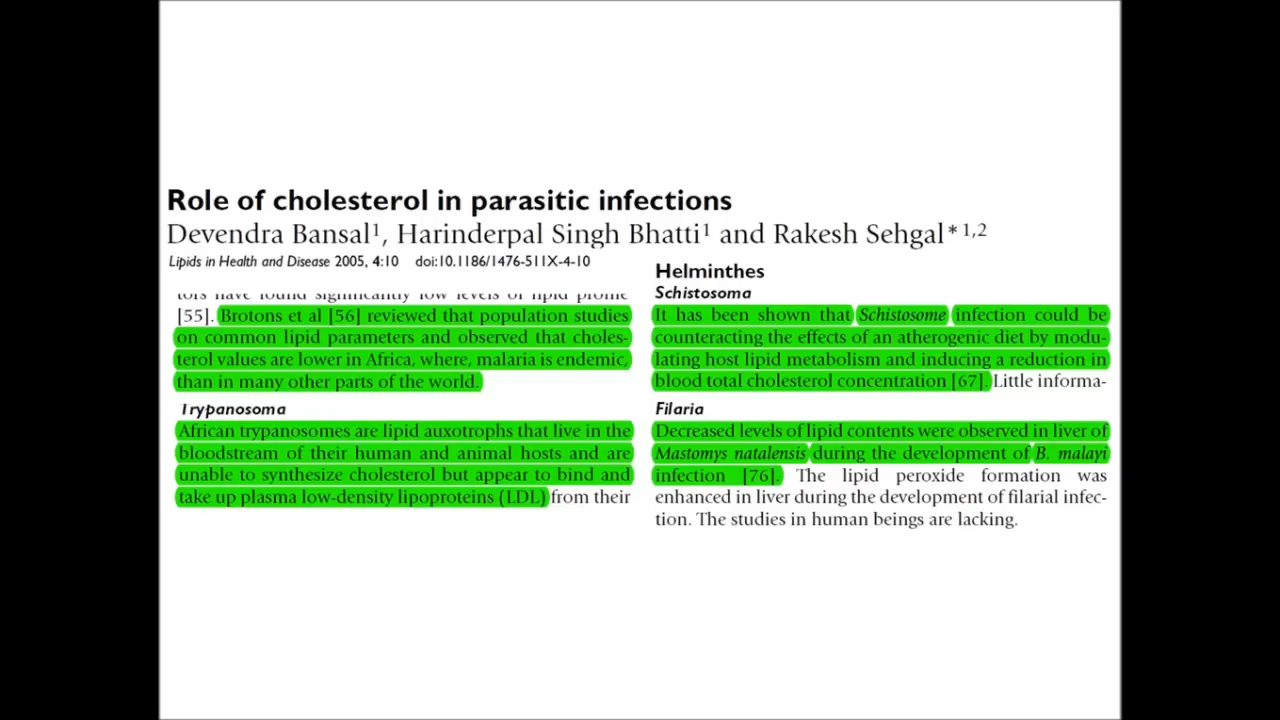 Role of cholesterol in parasitic infections
Devendra Bansal¹, Harinderpal Singh Bhatti¹ and Rakesh Sehgal*¹,²
Lipids in Health and Disease 2005, 4:10 doi:10.1186/1476-511X-4-10
tors have found significantly low levels of lipid profile
[55]. Brotons et al [56] reviewed that population studies
on common lipid parameters and observed that choles-
terol values are lower in Africa, where, malaria is endemic,
than in many other parts of the world.
Trypanosoma
African trypanosomes are lipid auxotrophs that live in the
bloodstream of their human and animal hosts and are
unable to synthesize cholesterol but appear to bind and
take up plasma low-density lipoproteins (LDL) from their
Helminthes
Schistosoma
It has been shown that Schistosome infection could be
counteracting the effects of an atherogenic diet by modu-
lating host lipid metabolism and inducing a reduction in
blood total cholesterol concentration [67]. Little informa-
Filaria
Decreased levels of lipid contents were observed in liver of
Mastomys natalensis during the development of B. malayi
infection [76]. The lipid peroxide formation was
enhanced in liver during the development of filarial infec-
tion. The studies in human beings are lacking.